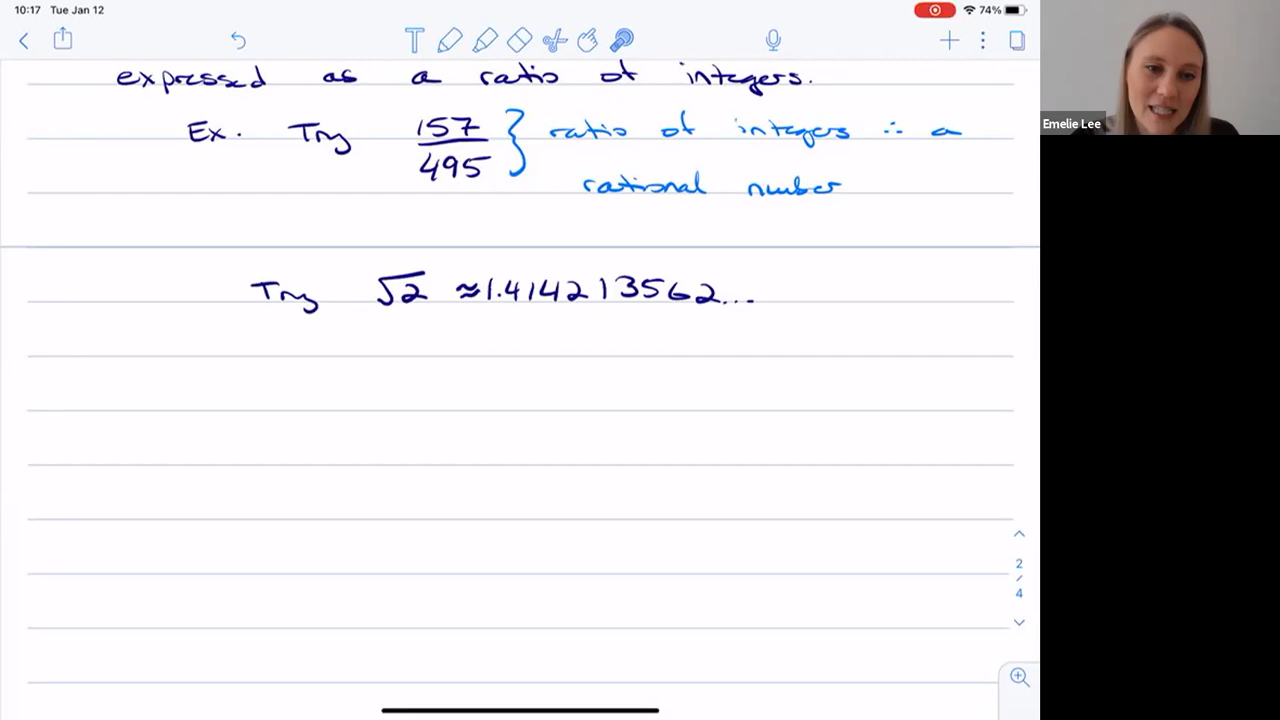 10:17 Tue Jan 12
74%
expressed as a ratio of integers.
Ex. Try 157/495 } ratio of integers ∴ a
rational number
Try √2 ≈1.414213562...
Emelie Lee
2
/
4